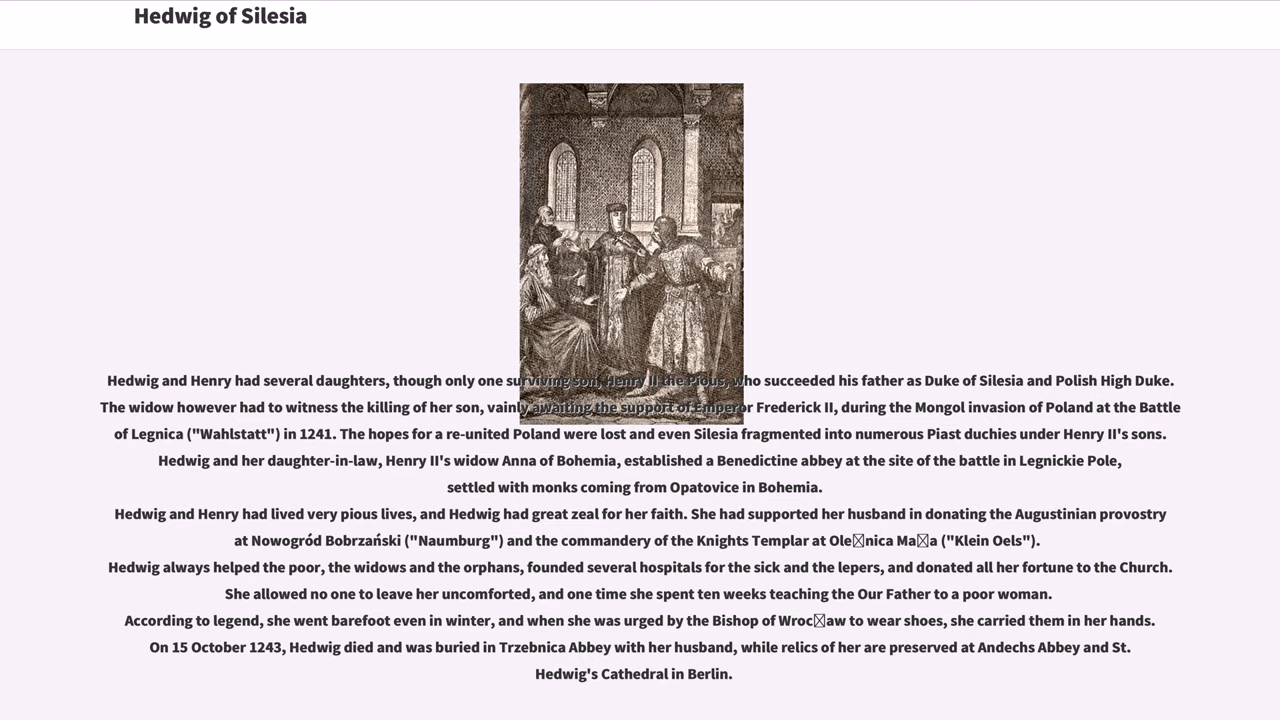 Hedwig of Silesia
Hedwig and Henry had several daughters, though only one surviving son, Henry II the Pious, who succeeded his father as Duke of Silesia and Polish High Duke.
The widow however had to witness the killing of her son, vainly awaiting the support of Emperor Frederick II, during the Mongol invasion of Poland at the Battle
of Legnica ("Wahlstatt") in 1241. The hopes for a re-united Poland were lost and even Silesia fragmented into numerous Piast duchies under Henry II's sons.
Hedwig and her daughter-in-law, Henry II's widow Anna of Bohemia, established a Benedictine abbey at the site of the battle in Legnickie Pole,
settled with monks coming from Opatovice in Bohemia.
Hedwig and Henry had lived very pious lives, and Hedwig had great zeal for her faith. She had supported her husband in donating the Augustinian provostry
at Nowogród Bobrzański ("Naumburg") and the commandery of the Knights Templar at Ole□nica Ma□a ("Klein Oels").
Hedwig always helped the poor, the widows and the orphans, founded several hospitals for the sick and the lepers, and donated all her fortune to the Church.
She allowed no one to leave her uncomforted, and one time she spent ten weeks teaching the Our Father to a poor woman.
According to legend, she went barefoot even in winter, and when she was urged by the Bishop of Wroc□aw to wear shoes, she carried them in her hands.
On 15 October 1243, Hedwig died and was buried in Trzebnica Abbey with her husband, while relics of her are preserved at Andechs Abbey and St.
Hedwig's Cathedral in Berlin.